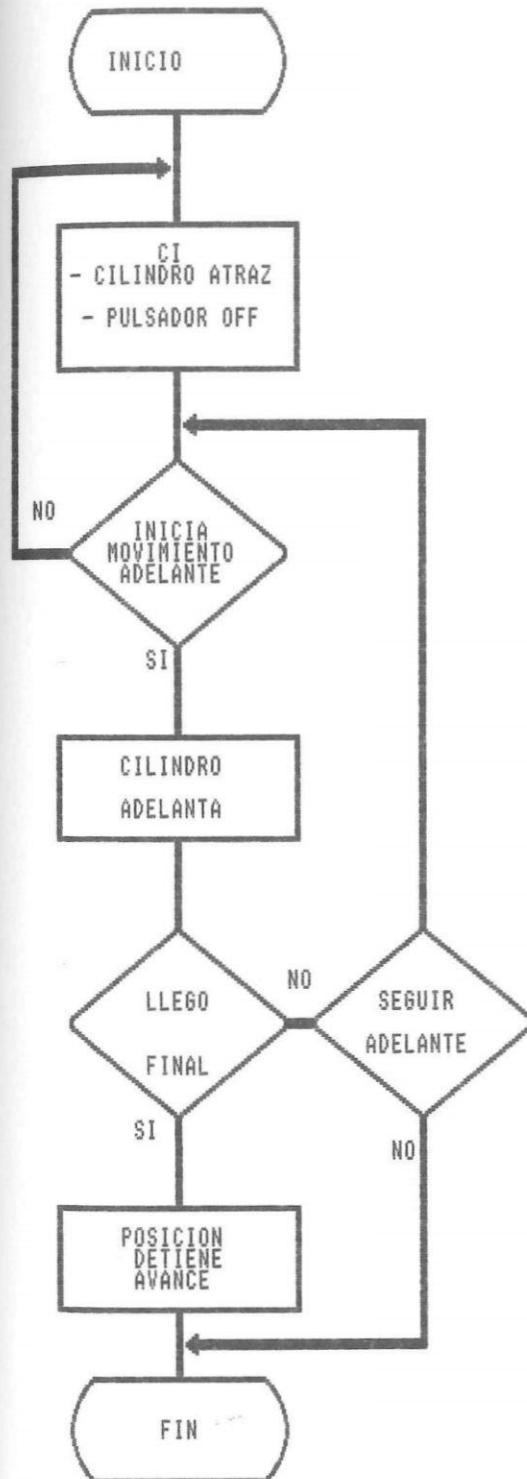 INICIO
CI
- CILINDRO ATRAZ
- PULSADOR OFF
NO
INICIA
MOVIMIENTO
ADELANTE
SI
CILINDRO
ADELANTA
LLEGO
FINAL
NO
SEGUIR
ADELANTE
SI
NO
POSICION
DETIENE
AVANCE
FIN